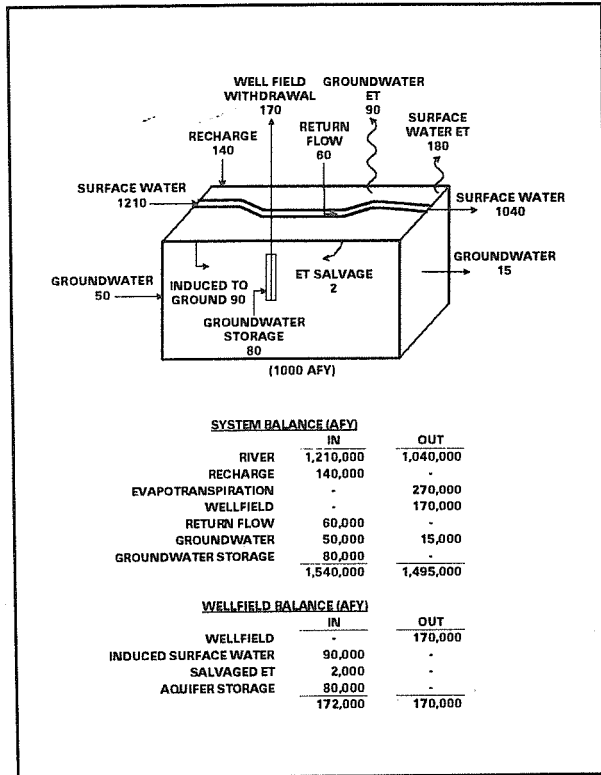 WELL FIELD
WITHDRAWAL
170
GROUNDWATER
ET
90
SURFACE
WATER ET
180
RETURN
FLOW
60
RECHARGE
140
SURFACE WATER
1210
SURFACE WATER
1040
GROUNDWATER
15
GROUNDWATER
50
INDUCED TO
GROUND 90
ET SALVAGE
2
GROUNDWATER
STORAGE
80
(1000 AFY)
SYSTEM BALANCE (AFY)
IN OUT
RIVER 1,210,000 1,040,000
RECHARGE 140,000 -
EVAPOTRANSPIRATION - 270,000
WELLFIELD - 170,000
RETURN FLOW 60,000 -
GROUNDWATER 50,000 15,000
GROUNDWATER STORAGE 80,000 -
1,540,000 1,495,000
WELLFIELD BALANCE (AFY)
IN OUT
WELLFIELD - 170,000
INDUCED SURFACE WATER 90,000 -
SALVAGED ET 2,000 -
AQUIFER STORAGE 80,000 -
172,000 170,000